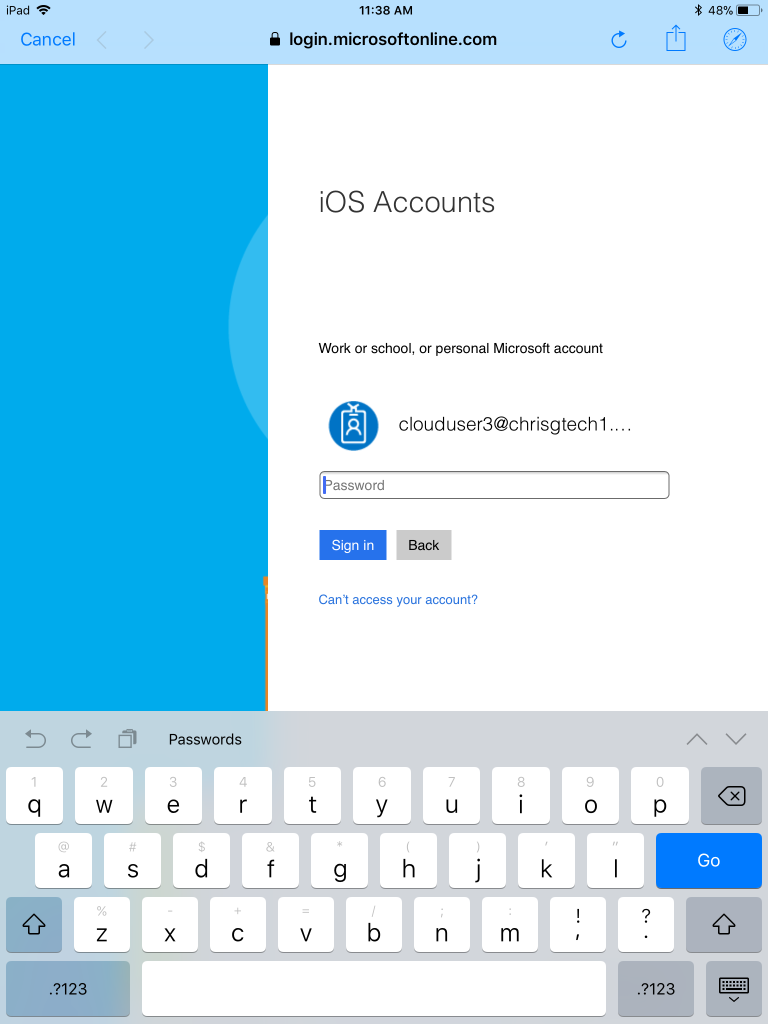 iPad 11:38 AM 48%
Cancel login.microsoftonline.com
iOS Accounts
Work or school, or personal Microsoft account
clouduser3@chrisgtech1....
Password
Sign in Back
Can't access your account?
Passwords
1 2 3 4 5 6 7 8 9 0
q w e r t y u i o p
@ # $ & * ( ) ' "
a s d f g h j k l Go
% - + = / ; : ! ?
z x c v b n m , .
.?123 .?123